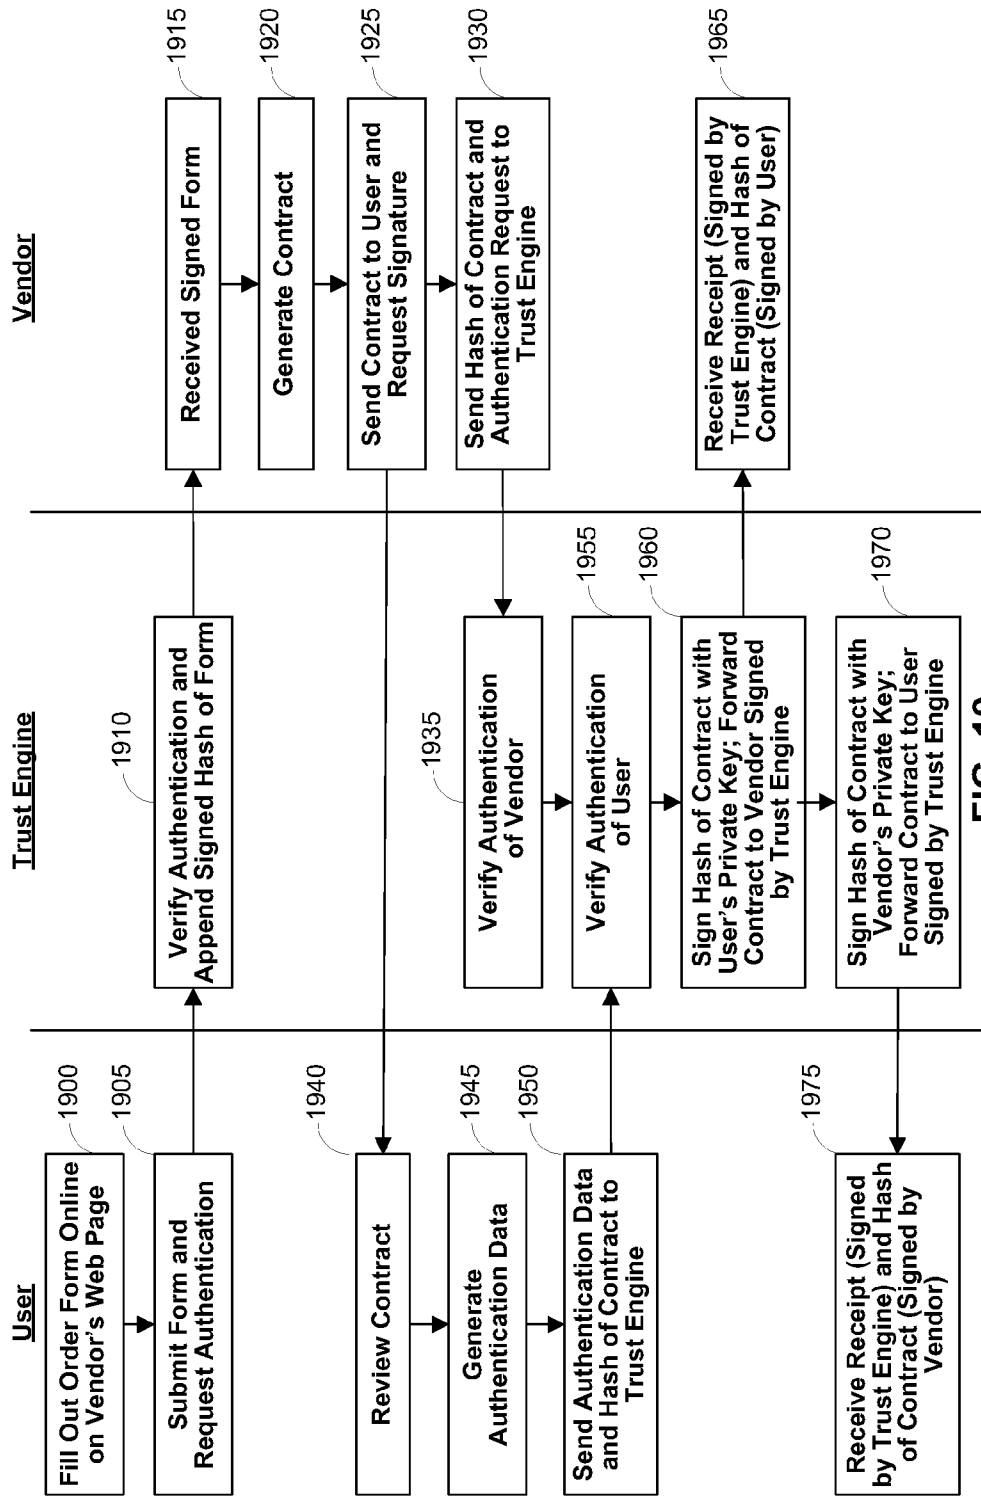 User
Trust Engine
Vendor
Fill Out Order Form Online
on Vendor's Web Page
1900
Submit Form and
Request Authentication
1905
Verify Authentication and
Append Signed Hash of Form
1910
Received Signed Form
1915
Generate Contract
1920
Send Contract to User and
Request Signature
1925
Send Hash of Contract and
Authentication Request to
Trust Engine
1930
Verify Authentication
of Vendor
1935
Review Contract
1940
Generate
Authentication Data
1945
Send Authentication Data
and Hash of Contract to
Trust Engine
1950
Verify Authentication
of User
1955
Sign Hash of Contract with
User's Private Key; Forward
Contract to Vendor Signed
by Trust Engine
1960
Receive Receipt (Signed by
Trust Engine) and Hash of
Contract (Signed by User)
1965
Sign Hash of Contract with
Vendor's Private Key;
Forward Contract to User
Signed by Trust Engine
1970
Receive Receipt (Signed
by Trust Engine) and Hash
of Contract (Signed by
Vendor)
1975